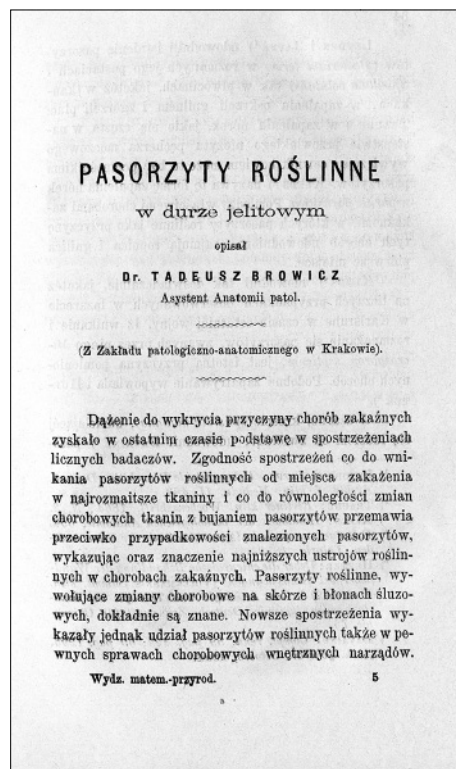 PASORZYTY ROŚLINNE
w durze jelitowym
opisał
Dr. TADEUSZ BROWICZ
Asystent Anatomii patol.
(Z Zakładu patologiczno-anatomicznego w Krakowie).
Dążenie do wykrycia przyczyny chorób zakaźnych
zyskało w ostatnim czasie podstawę w spostrzeżeniach
licznych badaczów. Zgodność spostrzeżeń co do wni-
kania pasorzytów roślinnych od miejsca zakażenia
w najrozmaitsze tkaniny i co do równoległości zmian
chorobowych tkanin z bujaniem pasorzytów przemawia
przeciwko przypadkowości znalezionych pasorzytów,
wykazując oraz znaczenie najniższych ustrojów roślin-
nych w chorobach zakaźnych. Pasorzyty roślinne, wy-
wołujące zmiany chorobowe na skórze i błonach śluzo-
wych, dokładnie są znane. Nowsze spostrzeżenia wy-
kazały jednak udział pasorzytów roślinnych także w pe-
wnych sprawach chorobowych wnętrznych narządów.
Wydz. matem.-przyrod. 5